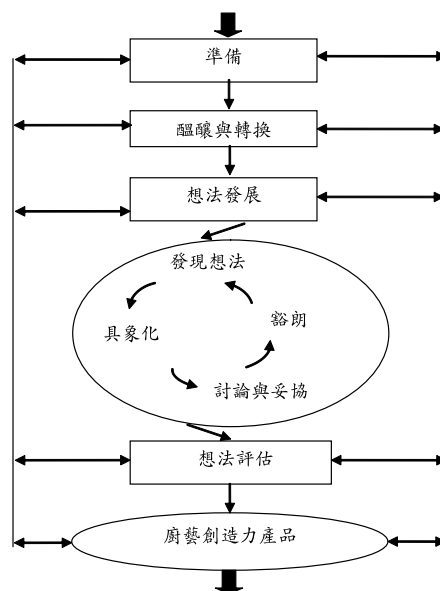 準備
醞釀與轉換
想法發展
發現想法
具象化
豁朗
討論與妥協
想法評估
廚藝創造力產品